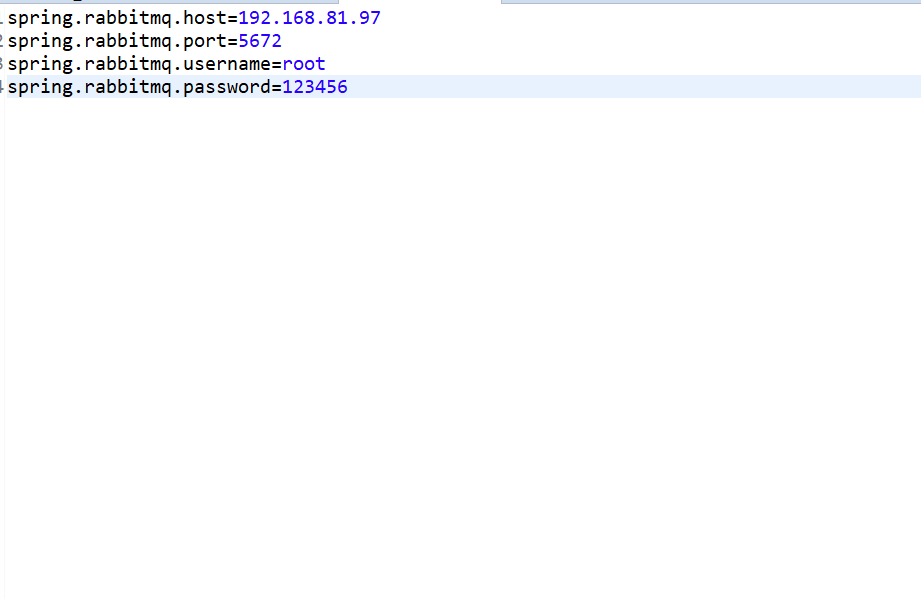 spring.rabbitmq.host=192.168.81.97
spring.rabbitmq.port=5672
spring.rabbitmq.username=root
spring.rabbitmq.password=123456